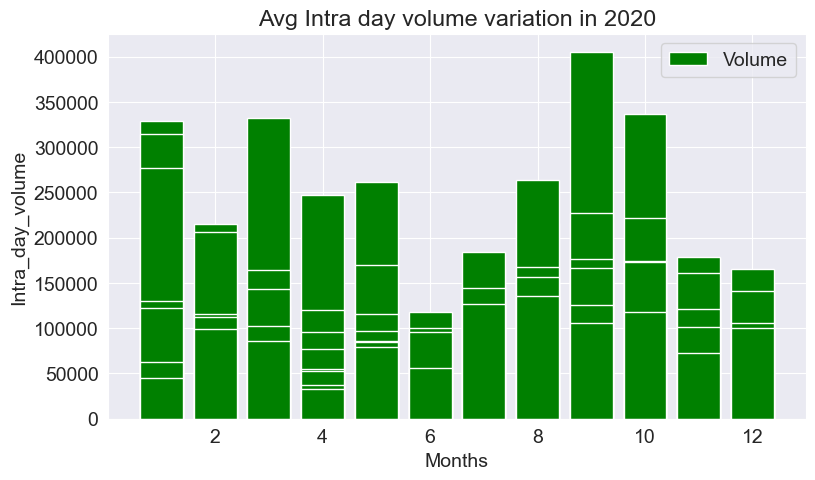 Avg Intra day volume variation in 2020
Volume
Intra_day_volume
400000
350000
300000
250000
200000
150000
100000
50000
0
2 4 6 8 10 12
Months